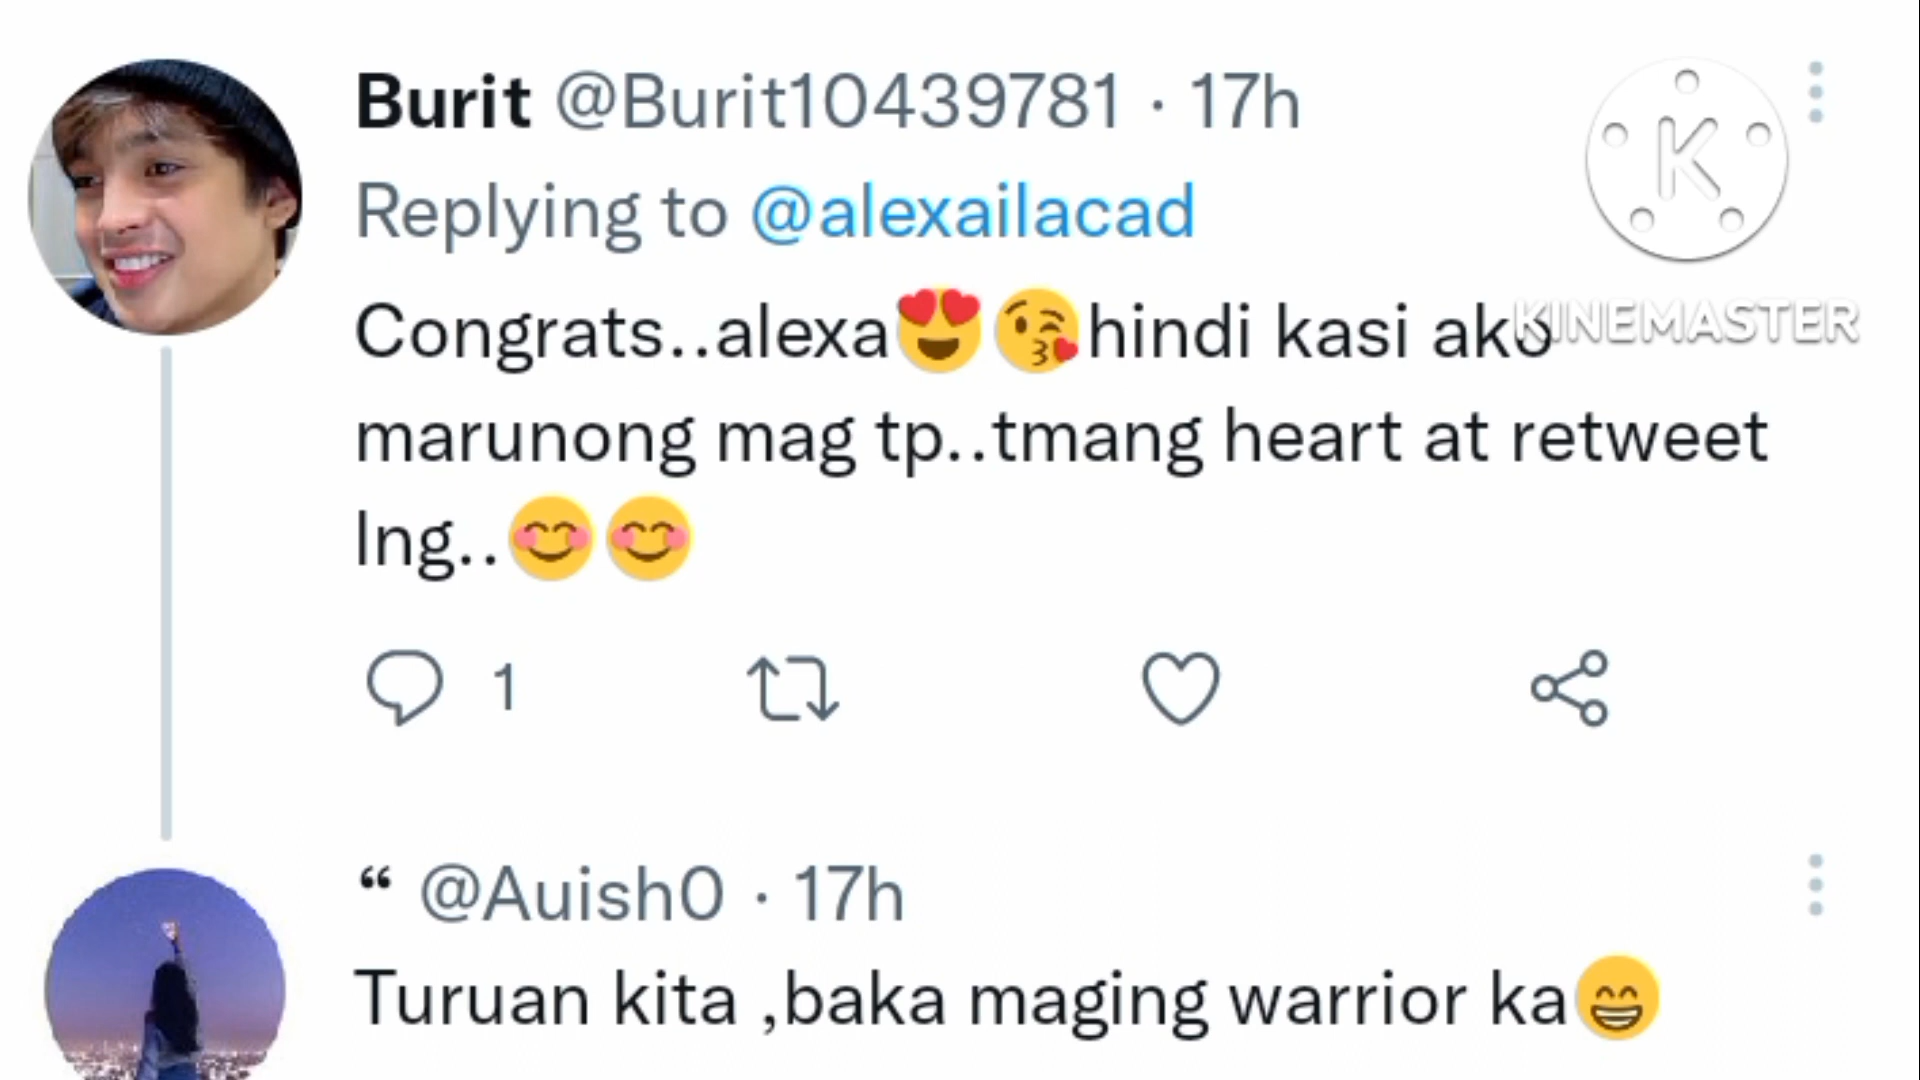 Burit @Burit10439781 · 17h
Replying to @alexailacad
Congrats..alexa😍😘hindi kasi ako
marunong mag tp..tmang heart at retweet
lng..😊😊
1
“ @Auish0 · 17h
Turuan kita ,baka maging warrior ka😁
K
KINEMASTER